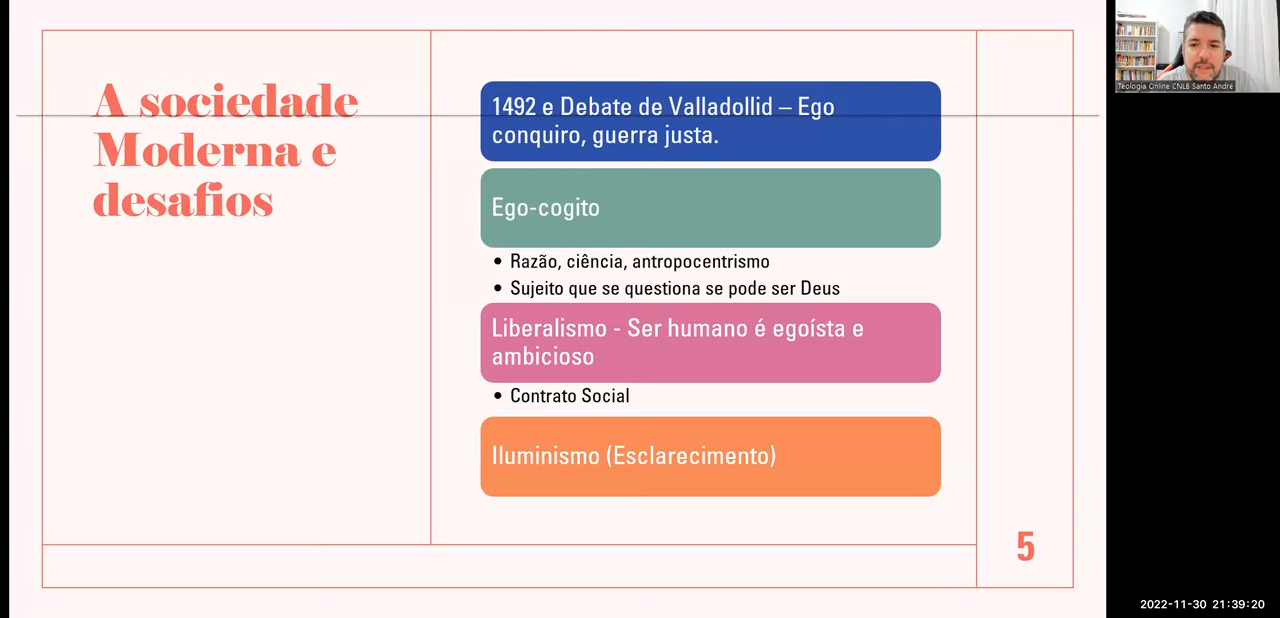 A sociedade
Moderna e
desafios
1492 e Debate de Valladollid – Ego
conquiro, guerra justa.
Ego-cogito
• Razão, ciência, antropocentrismo
• Sujeito que se questiona se pode ser Deus
Liberalismo - Ser humano é egoísta e
ambicioso
• Contrato Social
Iluminismo (Esclarecimento)
5
Teologia Online CNLB Santo André
2022-11-30 21:39:20